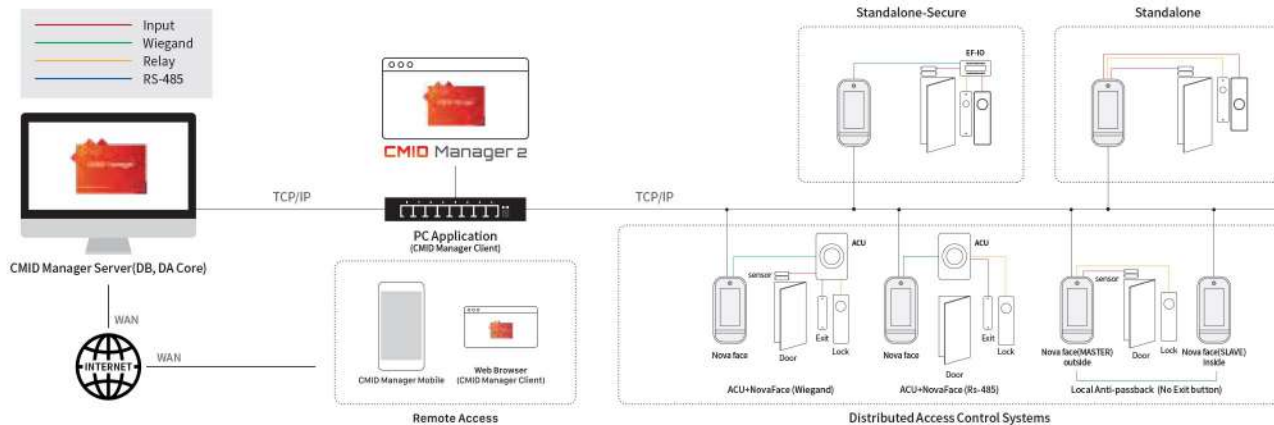 Input
Wiegand
Relay
RS-485
CMID Manager
CMID Manager 2
TCP/IP
TCP/IP
PC Application
(CMID Manager Client)
CMID Manager Server(DB, DA Core)
WAN
INTERNET
WAN
CMID Manager Mobile
Web Browser
(CMID Manager Client)
Remote Access
Standalone-Secure
EF-IO
Standalone
ACU
sensor
Nova face
Door
Exit
Lock
ACU+NovaFace (Wiegand)
ACU
Nova face
Door
Exit
Lock
ACU+NovaFace (Rs-485)
sensor
Nova face(MASTER)
outside
Door
Lock
Nova face(SLAVE)
Inside
Local Anti-passback (No Exit button)
Distributed Access Control Systems